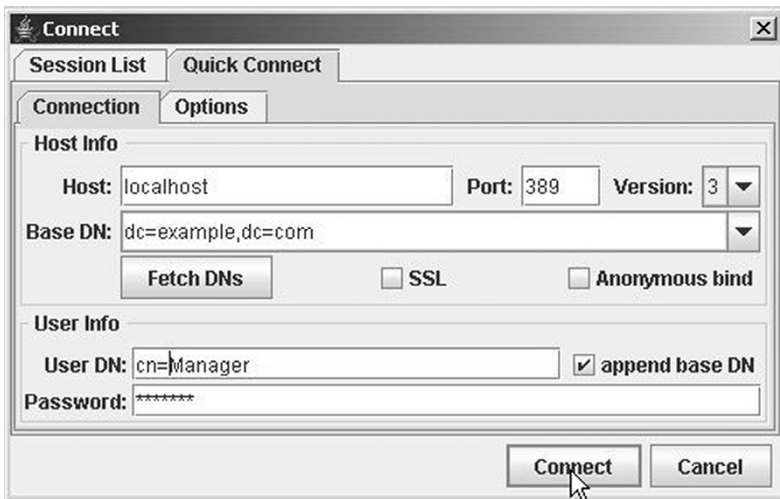 Connect
Session List Quick Connect
Connection Options
Host Info
Host: localhost Port: 389 Version: 3
Base DN: dc=example,dc=com
Fetch DNs SSL Anonymous bind
User Info
User DN: cn=Manager append base DN
Password: *******
Connect Cancel